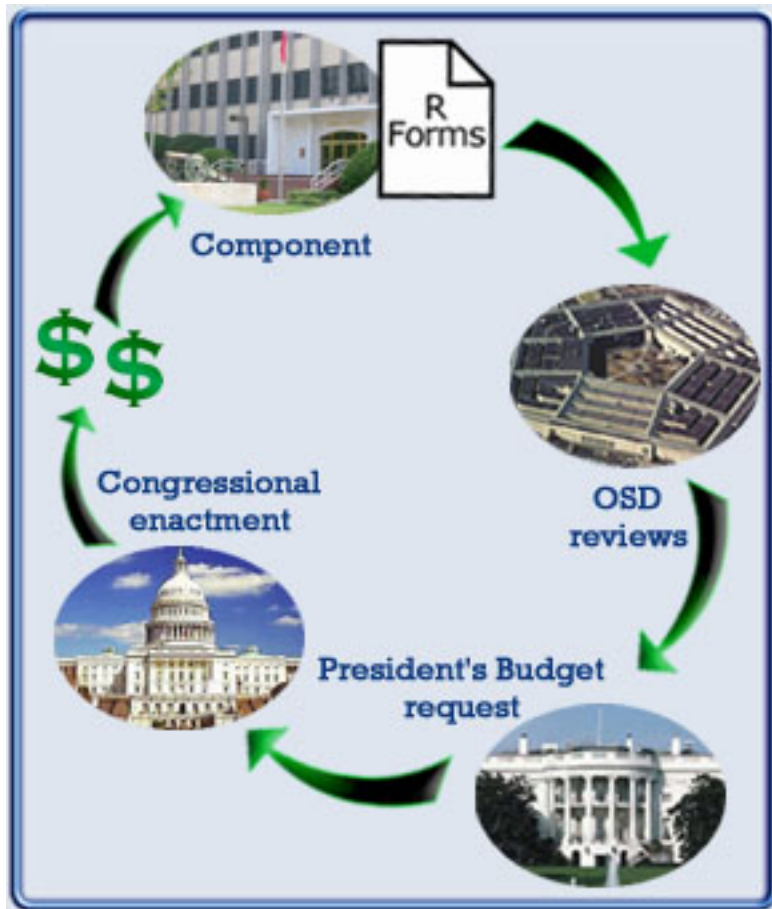 R
Forms
Component
OSD
reviews
President's Budget
request
Congressional
enactment
$$